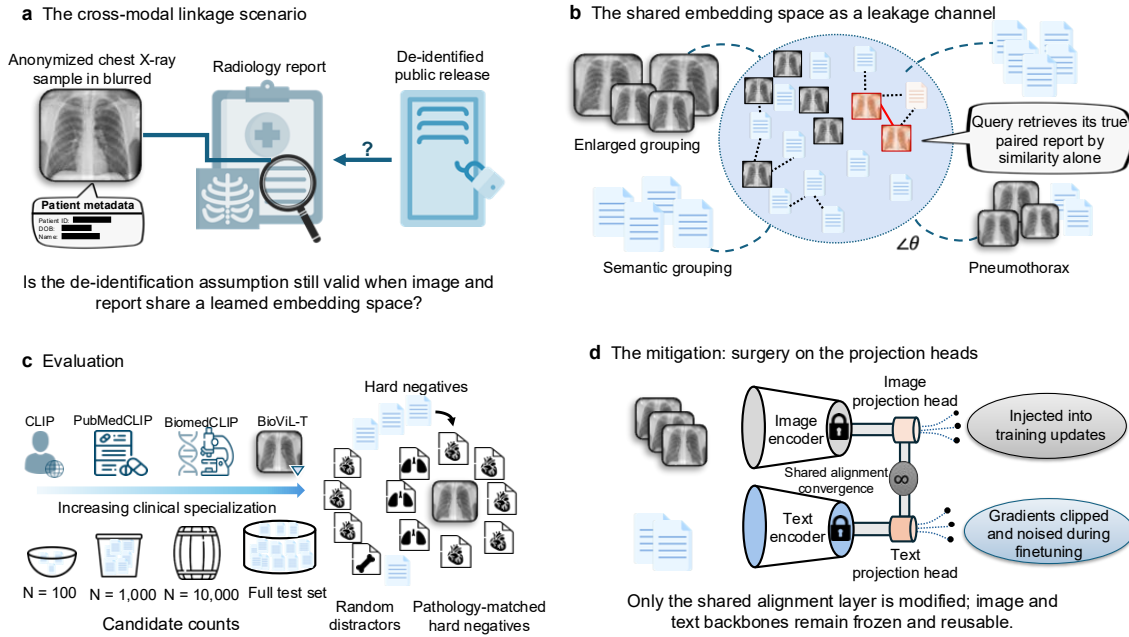 a The cross-modal linkage scenario
Anonymized chest X-ray
sample in blurred
Radiology report
De-identified
public release
?
Patient metadata
Patient ID:
DOB:
Name:
Is the de-identification assumption still valid when image and
report share a learned embedding space?
b The shared embedding space as a leakage channel
Enlarged grouping
Semantic grouping
Query retrieves its true
paired report by
similarity alone
∠θ
Pneumothorax
c Evaluation
CLIP
PubMedCLIP
BiomedCLIP
BioViL-T
Increasing clinical specialization
N = 100
N = 1,000
N = 10,000
Full test set
Candidate counts
Hard negatives
Random
distractors
Pathology-matched
hard negatives
d The mitigation: surgery on the projection heads
Image
encoder
Image
projection head
Injected into
training updates
Shared alignment
convergence
∞
Text
encoder
Text
projection head
Gradients clipped
and noised during
finetuning
Only the shared alignment layer is modified; image and
text backbones remain frozen and reusable.